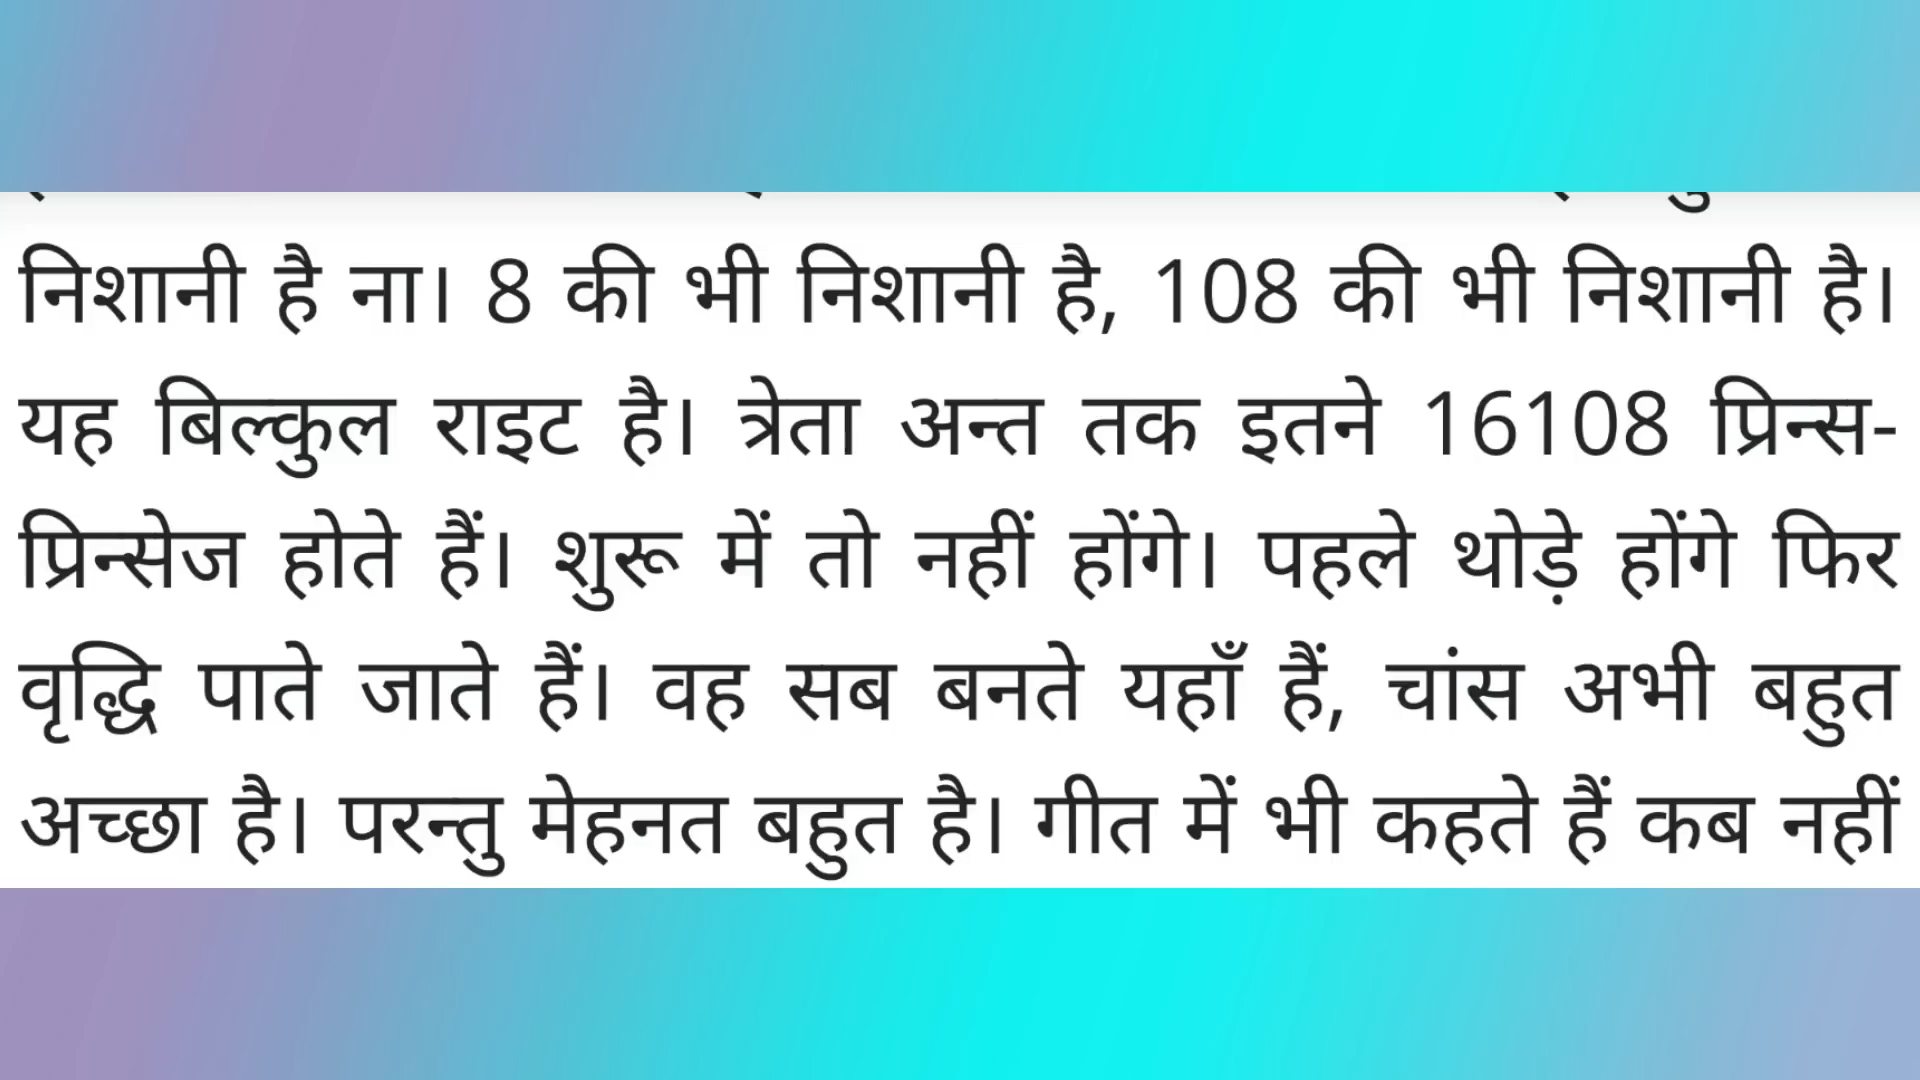 निशानी है ना। 8 की भी निशानी है, 108 की भी निशानी है।
यह बिल्कुल राइट है। त्रेता अन्त तक इतने 16108 प्रिन्स-
प्रिन्सेज होते हैं। शुरू में तो नहीं होंगे। पहले थोड़े होंगे फिर
वृद्धि पाते जाते हैं। वह सब बनते यहाँ हैं, चांस अभी बहुत
अच्छा है। परन्तु मेहनत बहुत है। गीत में भी कहते हैं कब नहीं